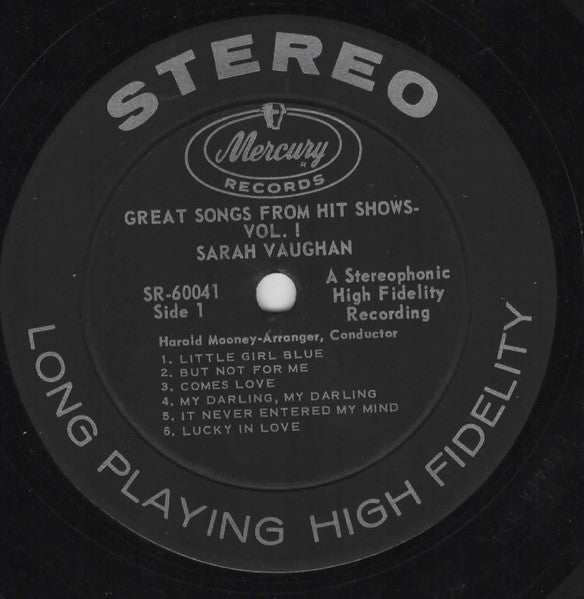 STEREO
Mercury
R
RECORDS
GREAT SONGS FROM HIT SHOWS-
VOL. I
SARAH VAUGHAN
SR-60041
Side 1
A Stereophonic
High Fidelity
Recording
Harold Mooney-Arranger, Conductor
1. LITTLE GIRL BLUE
2. BUT NOT FOR ME
3. COMES LOVE
4. MY DARLING, MY DARLING
5. IT NEVER ENTERED MY MIND
6. LUCKY IN LOVE
LONG PLAYING HIGH FIDELITY